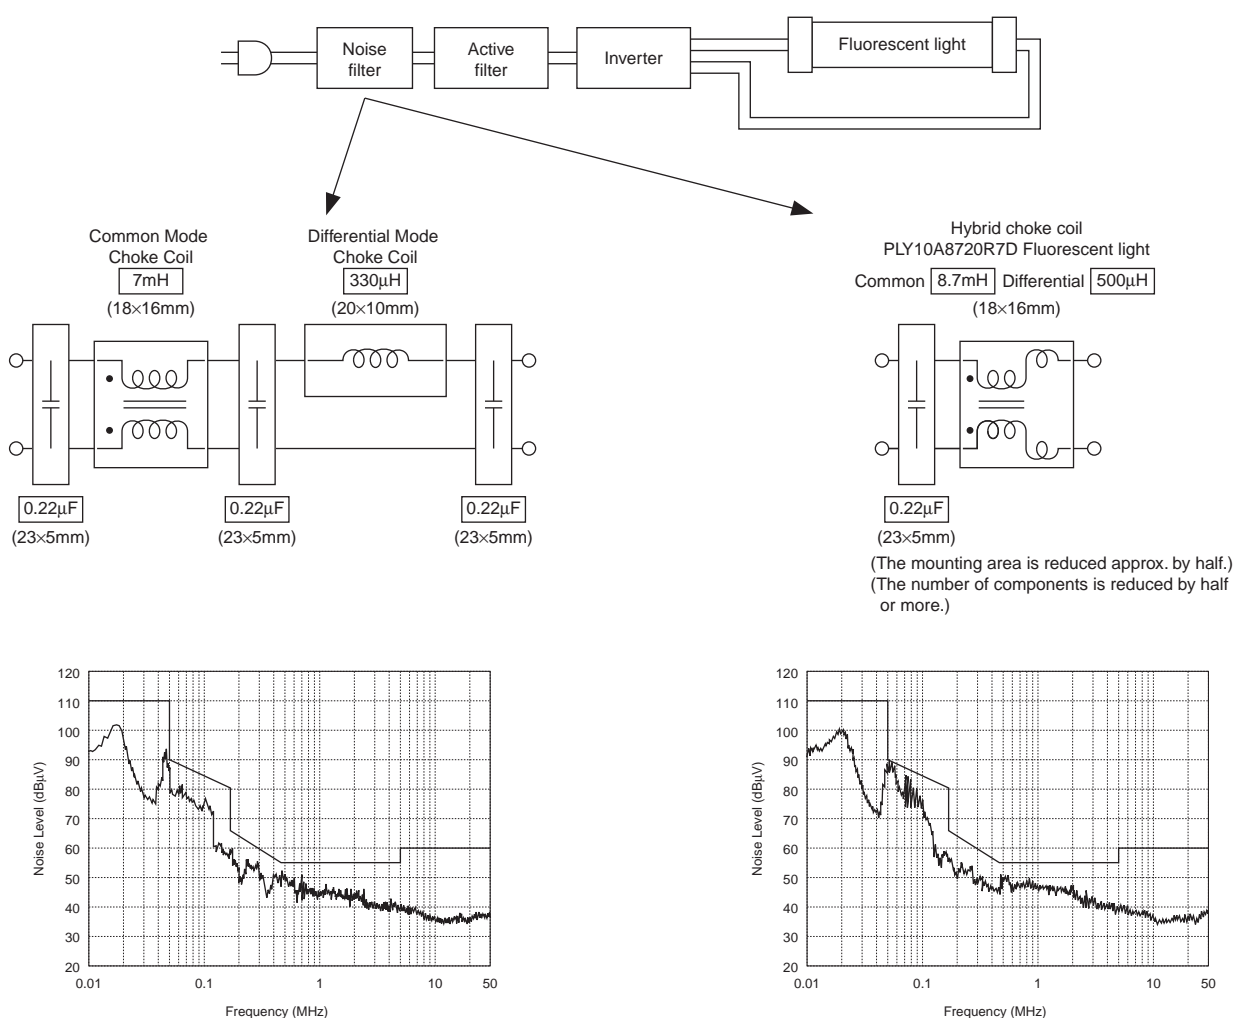 Noise
filter
Active
filter
Inverter
Fluorescent light
Common Mode
Choke Coil
7mH
(18×16mm)
Differential Mode
Choke Coil
330μH
(20×10mm)
0.22μF
(23×5mm)
0.22μF
(23×5mm)
0.22μF
(23×5mm)
Hybrid choke coil
PLY10A8720R7D Fluorescent light
Common 8.7mH Differential 500μH
(18×16mm)
0.22μF
(23×5mm)
(The mounting area is reduced approx. by half.)
(The number of components is reduced by half
or more.)
Noise Level (dBμV)
120
110
100
90
80
70
60
50
40
30
20
0.01 0.1 1 10 50
Frequency (MHz)
Noise Level (dBμV)
120
110
100
90
80
70
60
50
40
30
20
0.01 0.1 1 10 50
Frequency (MHz)